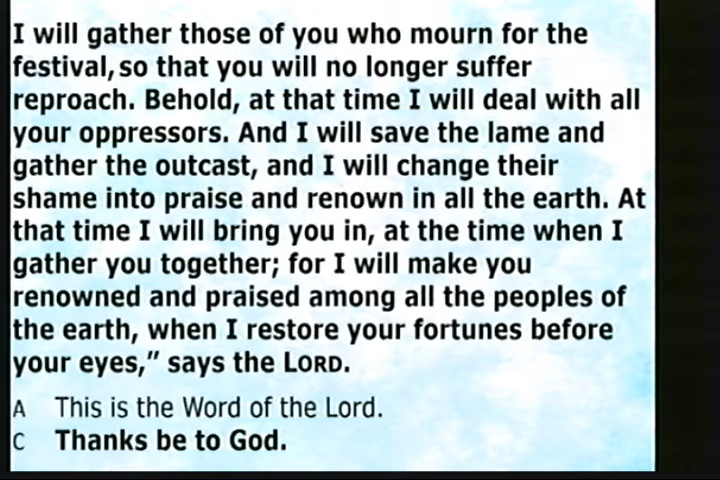 I will gather those of you who mourn for the
festival, so that you will no longer suffer
reproach. Behold, at that time I will deal with all
your oppressors. And I will save the lame and
gather the outcast, and I will change their
shame into praise and renown in all the earth. At
that time I will bring you in, at the time when I
gather you together; for I will make you
renowned and praised among all the peoples of
the earth, when I restore your fortunes before
your eyes,” says the LORD.
A This is the Word of the Lord.
C Thanks be to God.